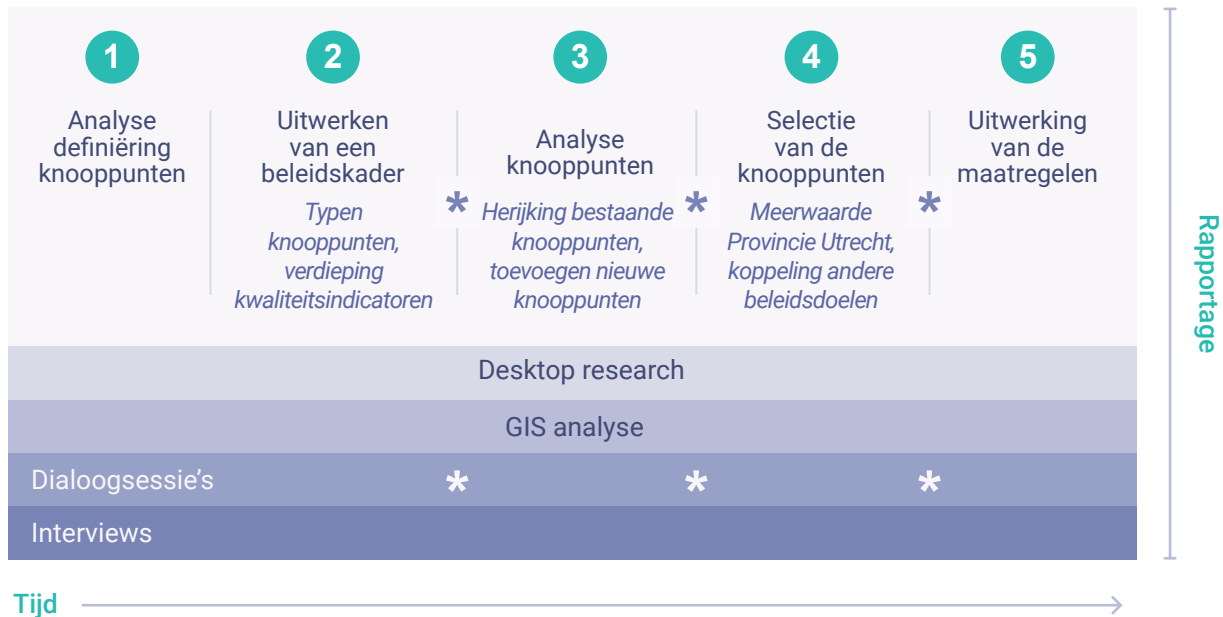 1
Analyse
definiëring
knooppunten
2
Uitwerken
van een
beleidskader
Typen
knooppunten,
verdieping
kwaliteitsindicatoren
*
3
Analyse
knooppunten
Herijking bestaande
knooppunten,
toevoegen nieuwe
knooppunten
*
4
Selectie
van de
knooppunten
Meerwaarde
Provincie Utrecht,
koppeling andere
beleidsdoelen
*
5
Uitwerking
van de
maatregelen
Desktop research
GIS analyse
Dialoogsessie's * * *
Interviews
Tijd
Rapportage